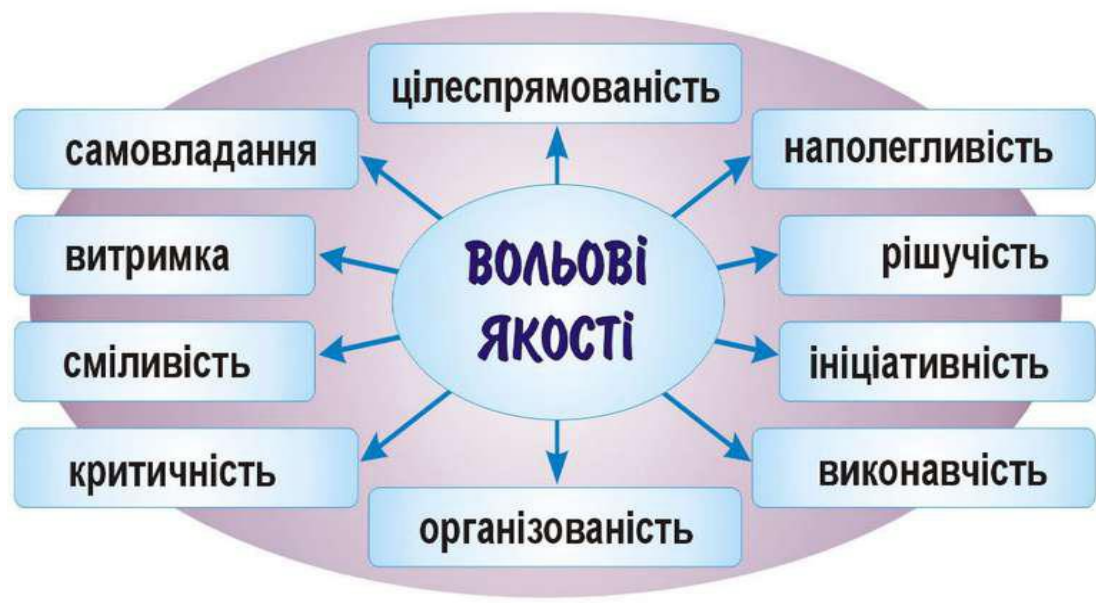 цілеспрямованість
самовладання
наполегливість
витримка
ВОЛЬОВІ
ЯКОСТІ
рішучість
сміливість
ініціативність
критичність
виконавчість
організованість